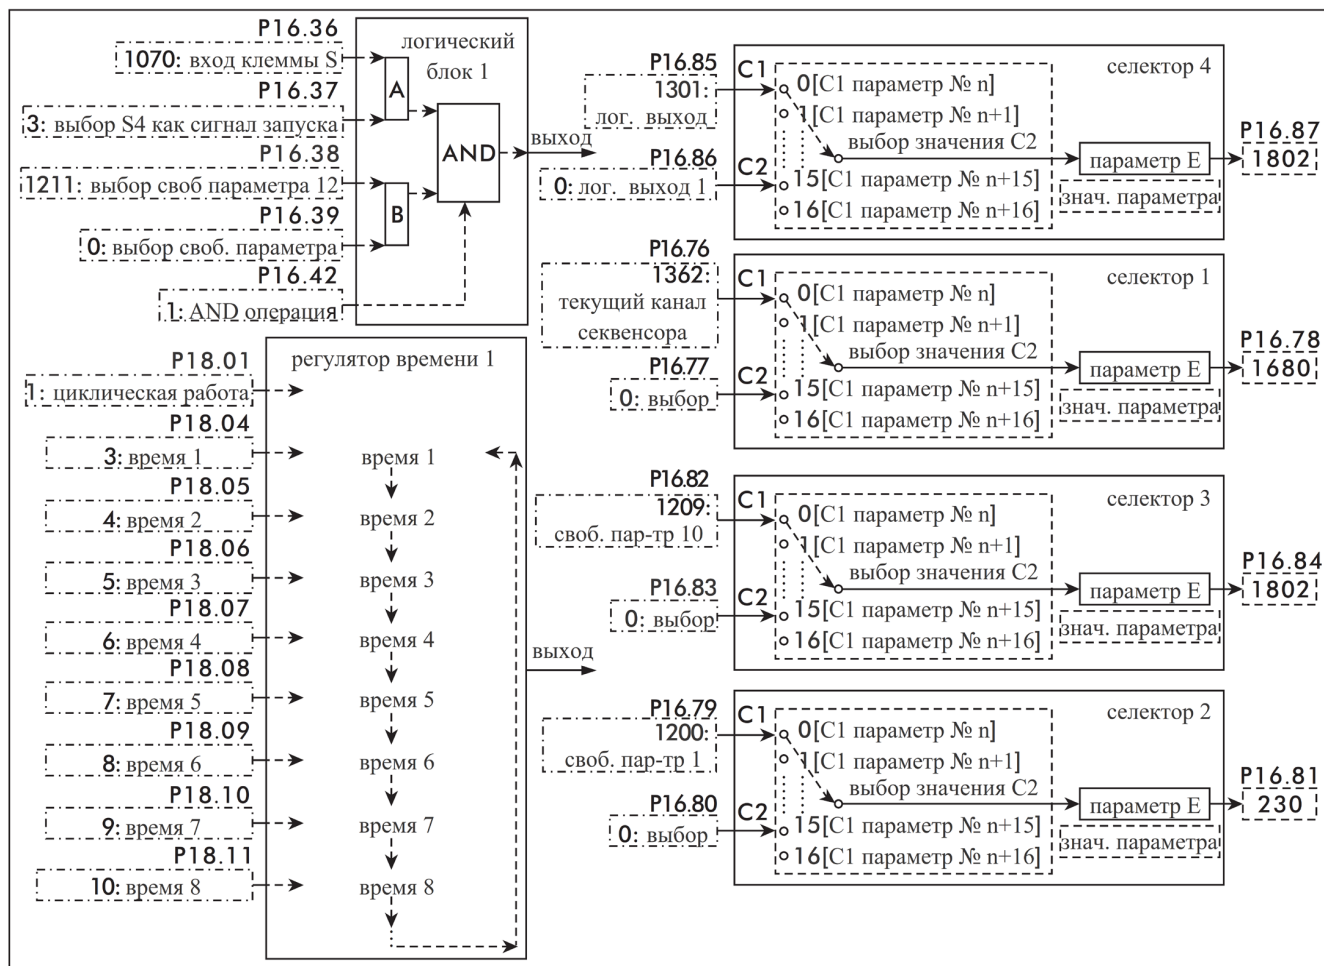 P16.36
1070: вход клеммы S
P16.37
3: выбор S4 как сигнал запуска
P16.38
1211: выбор своб параметра 12
P16.39
0: выбор своб. параметра
P16.42
1: AND операция
логический
блок 1
A
B
AND
выход
P18.01
1: циклическая работа
P18.04
3: время 1
P18.05
4: время 2
P18.06
5: время 3
P18.07
6: время 4
P18.08
7: время 5
P18.09
8: время 6
P18.10
9: время 7
P18.11
10: время 8
регулятор времени 1
время 1
время 2
время 3
время 4
время 5
время 6
время 7
время 8
выход
P16.85
1301:
лог. выход
P16.86
0: лог. выход 1
C1
C2
селектор 4
0[C1 параметр № n]
1[C1 параметр № n+1]
выбор значения C2
15[C1 параметр № n+15]
16[C1 параметр № n+16]
параметр E
знач. параметра
P16.87
1802
P16.76
1362:
текущий канал
секвенсора
P16.77
0: выбор
C1
C2
селектор 1
0[C1 параметр № n]
1[C1 параметр № n+1]
выбор значения C2
15[C1 параметр № n+15]
16[C1 параметр № n+16]
параметр E
знач. параметра
P16.78
1680
P16.82
1209:
своб. пар-тр 10
P16.83
0: выбор
C1
C2
селектор 3
0[C1 параметр № n]
1[C1 параметр № n+1]
выбор значения C2
15[C1 параметр № n+15]
16[C1 параметр № n+16]
параметр E
знач. параметра
P16.84
1802
P16.79
1200:
своб. пар-тр 1
P16.80
0: выбор
C1
C2
селектор 2
0[C1 параметр № n]
1[C1 параметр № n+1]
выбор значения C2
15[C1 параметр № n+15]
16[C1 параметр № n+16]
параметр E
знач. параметра
P16.81
230